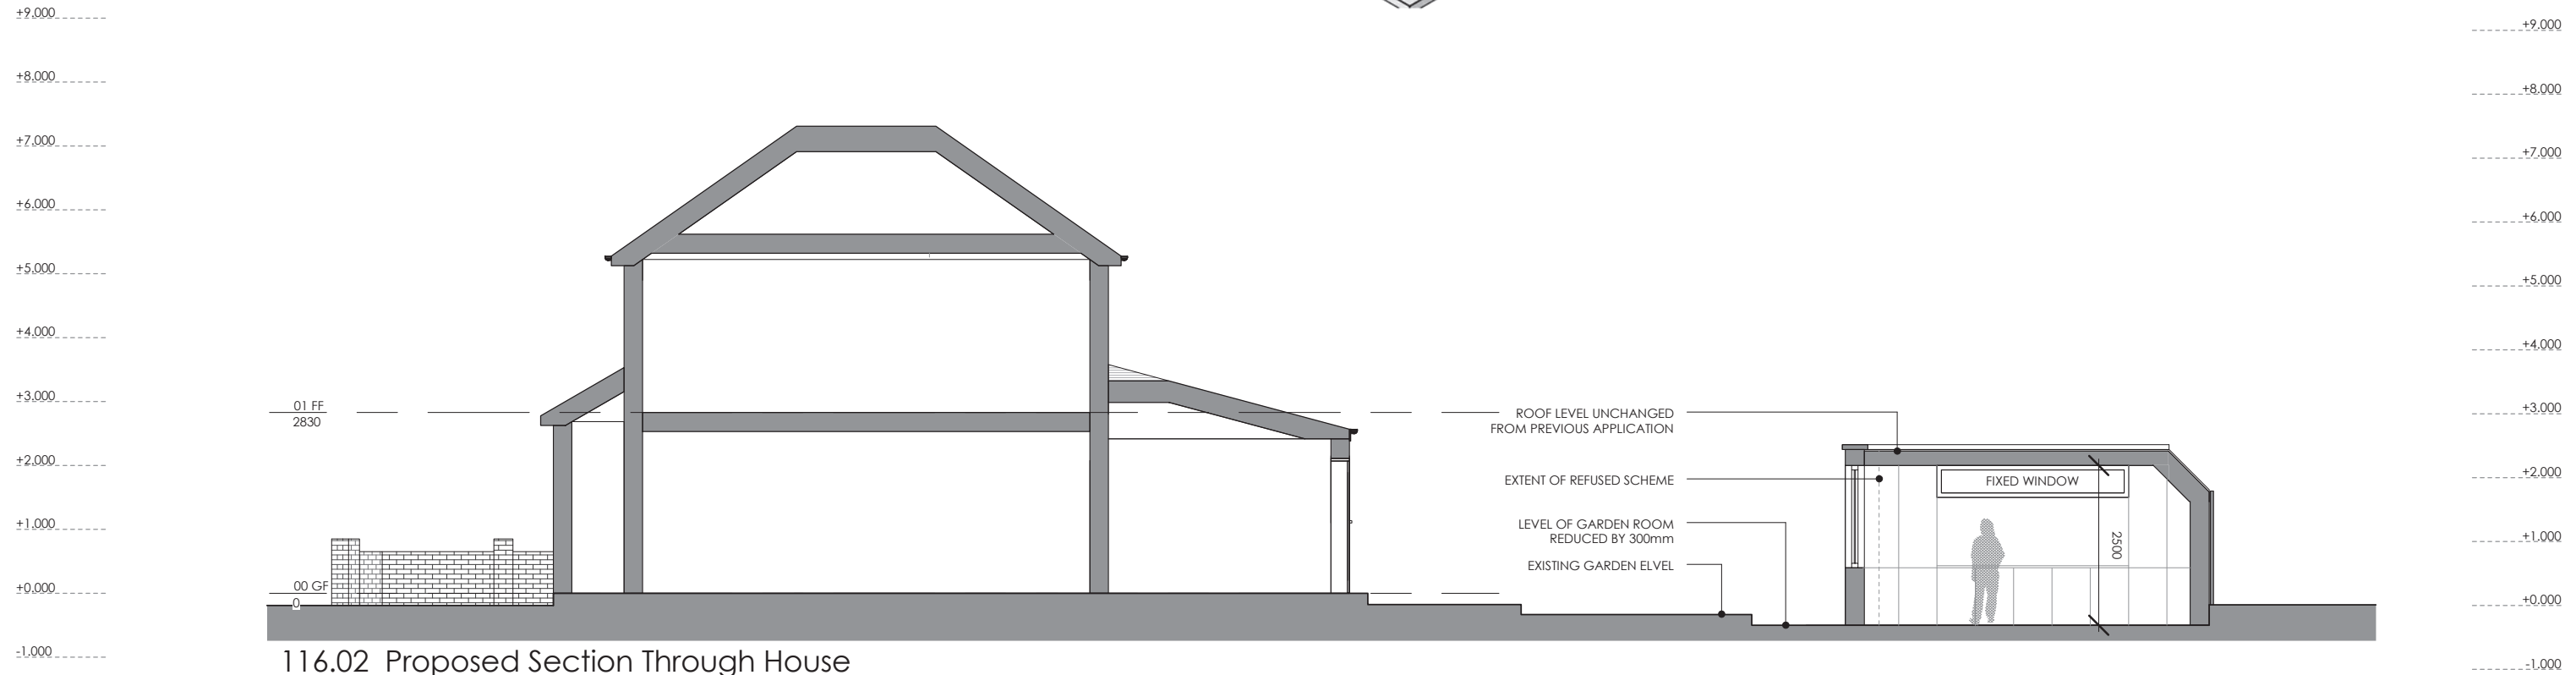 +9.000
+8.000
+7.000
+6.000
+5.000
+4.000
+3.000
+2.000
+1.000
+0.000
-1.000
01 FF
2830
00 GF
0
ROOF LEVEL UNCHANGED
FROM PREVIOUS APPLICATION
EXTENT OF REFUSED SCHEME
LEVEL OF GARDEN ROOM
REDUCED BY 300mm
EXISTING GARDEN ELVEL
FIXED WINDOW
2500
+9.000
+8.000
+7.000
+6.000
+5.000
+4.000
+3.000
+2.000
+1.000
+0.000
-1.000
116.02 Proposed Section Through House